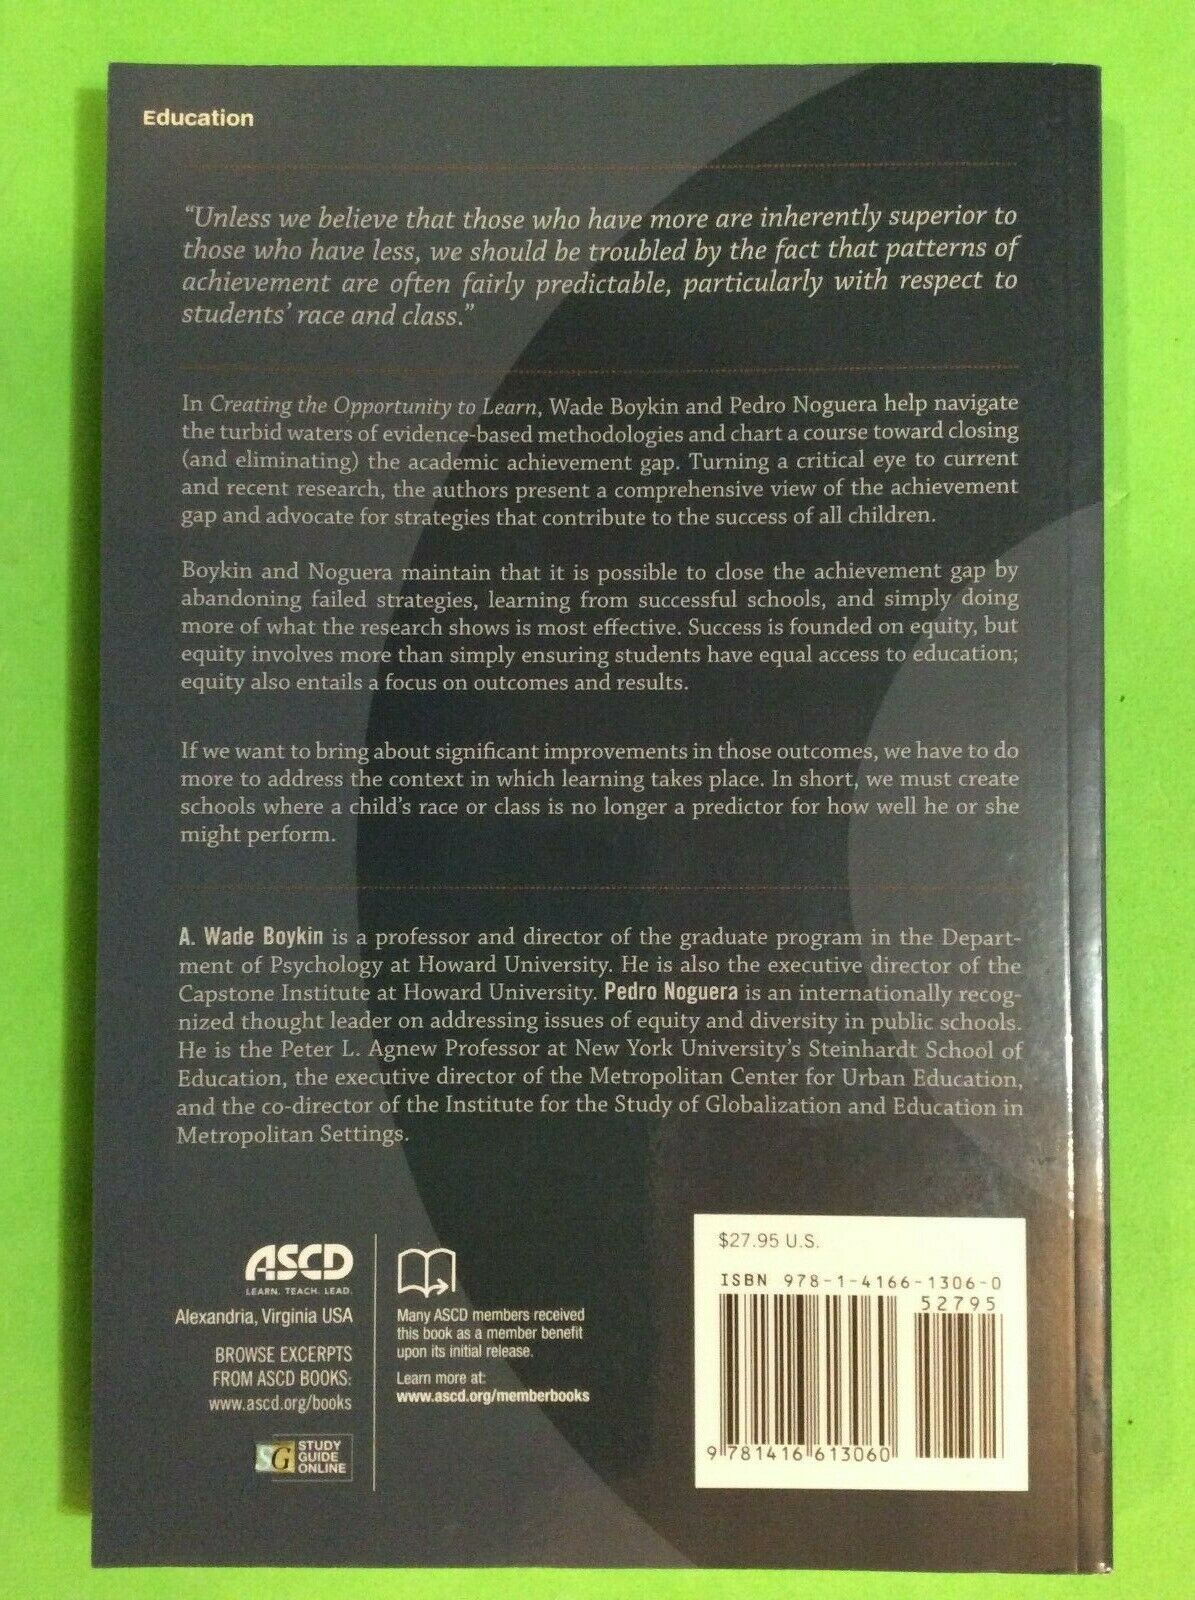 Education
“Unless we believe that those who have more are inherently superior to
those who have less, we should be troubled by the fact that patterns of
achievement are often fairly predictable, particularly with respect to
students’ race and class.”
In Creating the Opportunity to Learn, Wade Boykin and Pedro Noguera help navigate
the turbid waters of evidence-based methodologies and chart a course toward closing
(and eliminating) the academic achievement gap. Turning a critical eye to current
and recent research, the authors present a comprehensive view of the achievement
gap and advocate for strategies that contribute to the success of all children.
Boykin and Noguera maintain that it is possible to close the achievement gap by
abandoning failed strategies, learning from successful schools, and simply doing
more of what the research shows is most effective. Success is founded on equity, but
equity involves more than simply ensuring students have equal access to education;
equity also entails a focus on outcomes and results.
If we want to bring about significant improvements in those outcomes, we have to do
more to address the context in which learning takes place. In short, we must create
schools where a child’s race or class is no longer a predictor for how well he or she
might perform.
A. Wade Boykin is a professor and director of the graduate program in the Depart-
ment of Psychology at Howard University. He is also the executive director of the
Capstone Institute at Howard University. Pedro Noguera is an internationally recog-
nized thought leader on addressing issues of equity and diversity in public schools.
He is the Peter L. Agnew Professor at New York University’s Steinhardt School of
Education, the executive director of the Metropolitan Center for Urban Education,
and the co-director of the Institute for the Study of Globalization and Education in
Metropolitan Settings.
ASCD
LEARN. TEACH. LEAD.
Alexandria, Virginia USA
BROWSE EXCERPTS
FROM ASCD BOOKS:
www.ascd.org/books
SG
STUDY
GUIDE
ONLINE
Many ASCD members received
this book as a member benefit
upon its initial release.
Learn more at:
www.ascd.org/memberbooks
$27.95 U.S.
ISBN 978-1-4166-1306-0
52795
9 781416 613060